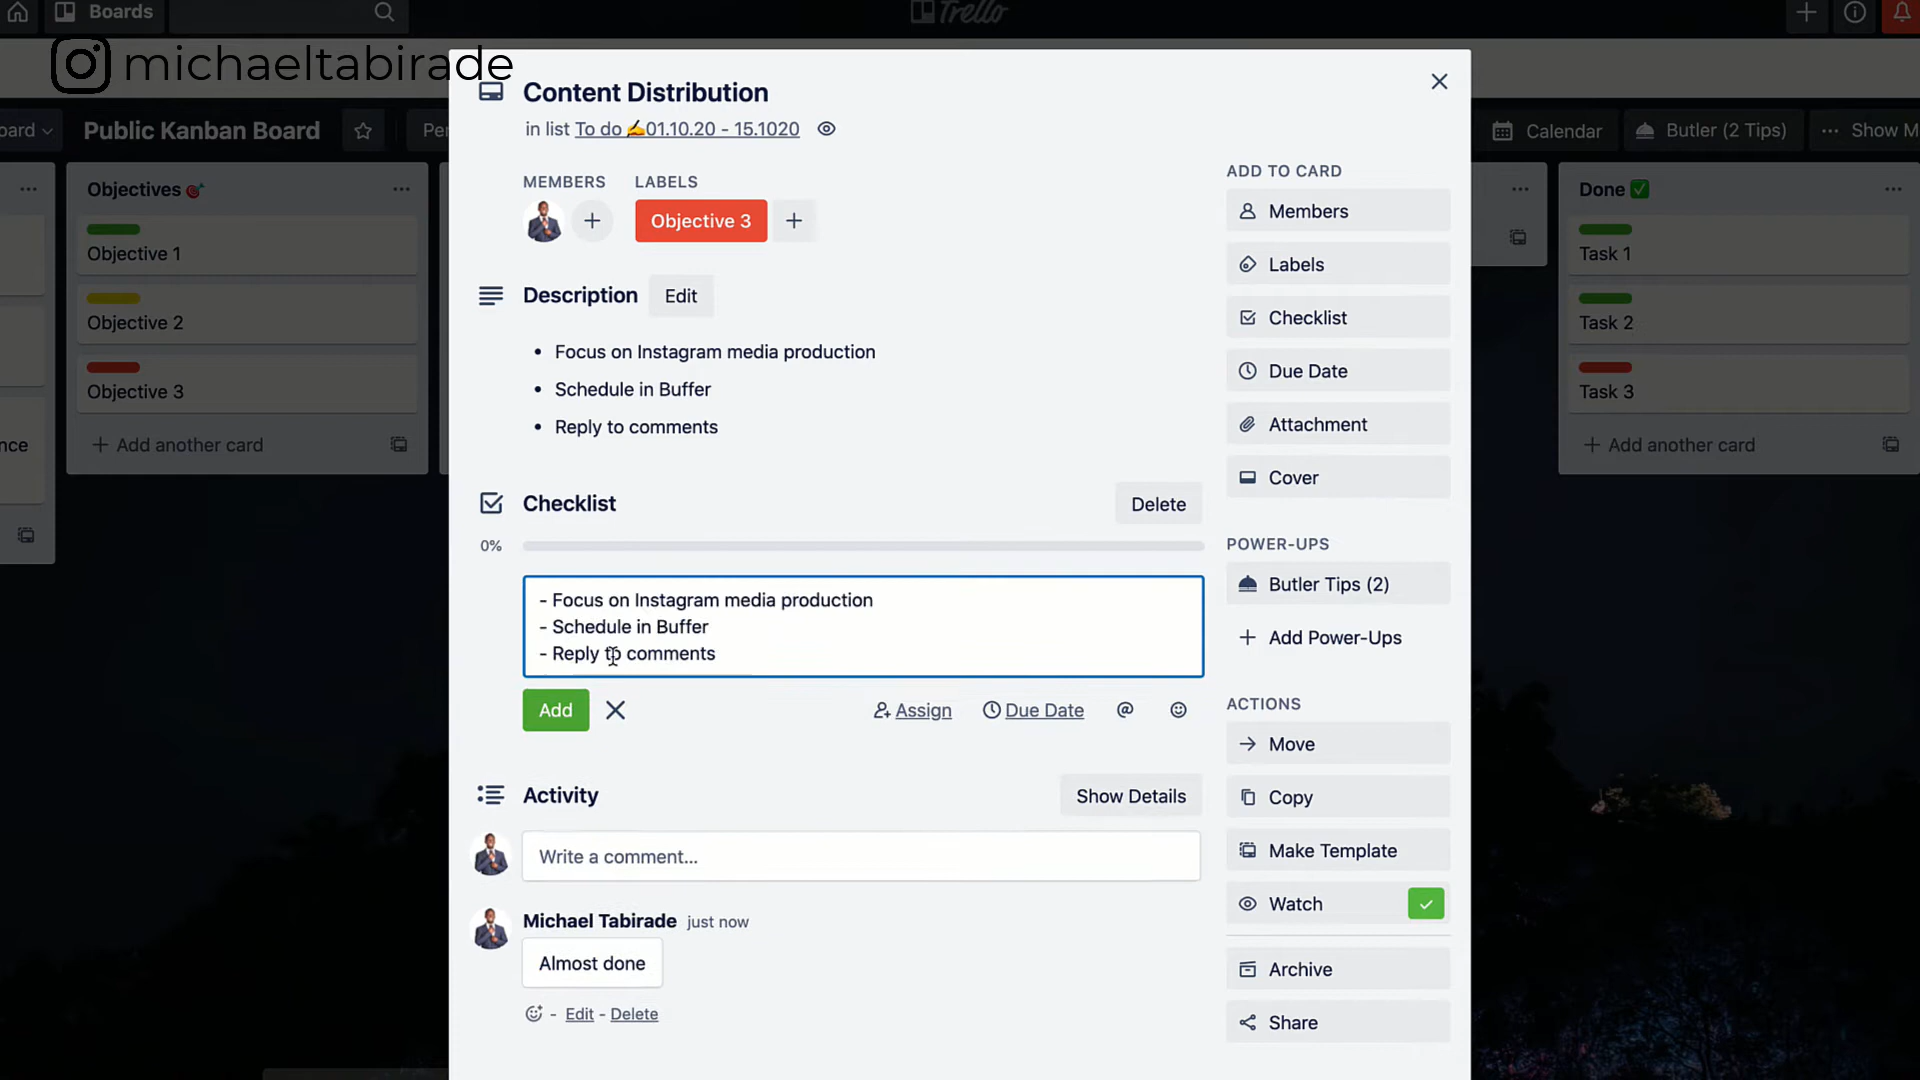 Boards
Trello
michaeltabirade
Content Distribution
in list To do ✍️01.10.20 - 15.1020
Public Kanban Board
Calendar
Butler (2 Tips)
... Show M
MEMBERS
LABELS
Objective 3
Objectives 🎯
Objective 1
Objective 2
Objective 3
+ Add another card
nce
Description
Edit
• Focus on Instagram media production
• Schedule in Buffer
• Reply to comments
Checklist
Delete
0%
- Focus on Instagram media production
- Schedule in Buffer
- Reply to comments
Add
Assign
Due Date
@
Activity
Show Details
Write a comment...
Michael Tabirade just now
Almost done
- Edit - Delete
ADD TO CARD
Members
Labels
Checklist
Due Date
Attachment
Cover
POWER-UPS
Butler Tips (2)
+ Add Power-Ups
ACTIONS
Move
Copy
Make Template
Watch
Archive
Share
Done ✅
Task 1
Task 2
Task 3
+ Add another card